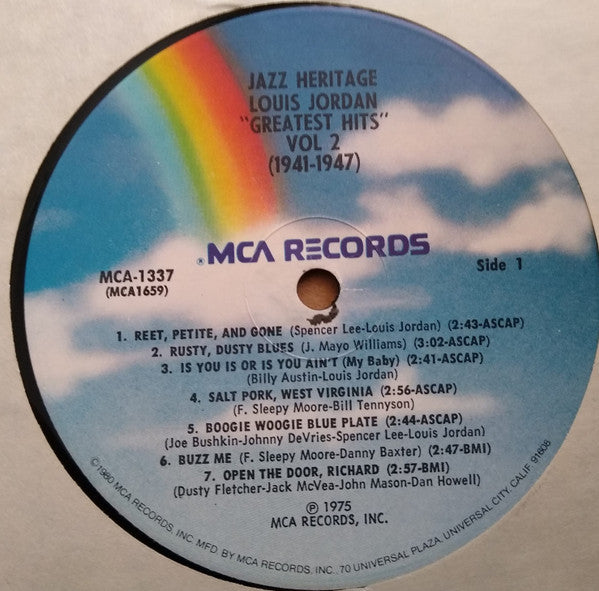 JAZZ HERITAGE
LOUIS JORDAN
"GREATEST HITS"
VOL 2
(1941-1947)
® MCA RECORDS
MCA-1337
(MCA1659)
Side 1
1. REET, PETITE, AND GONE (Spencer Lee-Louis Jordan) (2:43-ASCAP)
2. RUSTY, DUSTY BLUES (J. Mayo Williams) (3:02-ASCAP)
3. IS YOU IS OR IS YOU AIN'T (My Baby) (2:41-ASCAP)
(Billy Austin-Louis Jordan)
4. SALT PORK, WEST VIRGINIA (2:56-ASCAP)
(F. Sleepy Moore-Bill Tennyson)
5. BOOGIE WOOGIE BLUE PLATE (2:44-ASCAP)
(Joe Bushkin-Johnny DeVries-Spencer Lee-Louis Jordan)
6. BUZZ ME (F. Sleepy Moore-Danny Baxter) (2:47-BMI)
7. OPEN THE DOOR, RICHARD (2:57-BMI)
(Dusty Fletcher-Jack McVea-John Mason-Dan Howell)
℗ 1975
MCA RECORDS, INC.
©1980 MCA RECORDS, INC. MFD. BY MCA RECORDS, INC., 70 UNIVERSAL PLAZA, UNIVERSAL CITY, CALIF. 91608